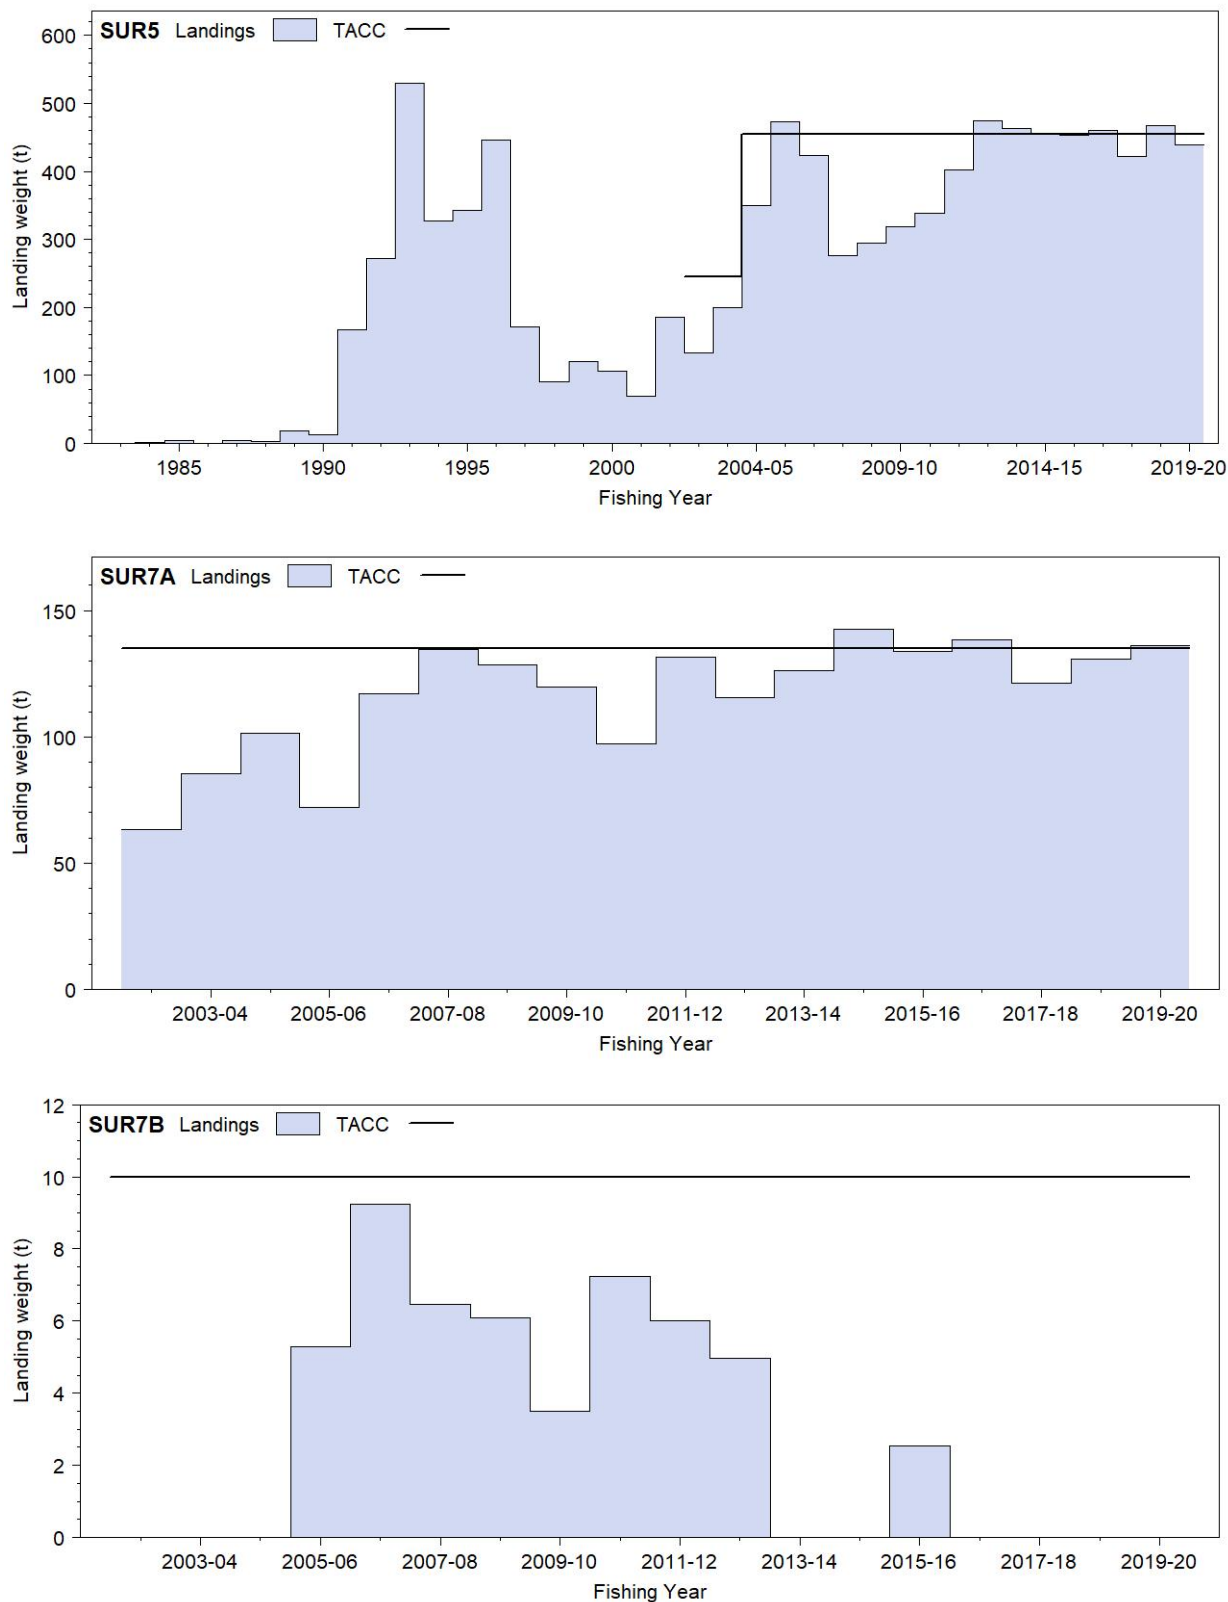 SUR5 Landings TACC
600
500
400
300
200
100
0
Landing weight (t)
1985 1990 1995 2000 2004-05 2009-10 2014-15 2019-20
Fishing Year
SUR7A Landings TACC
150
100
50
0
Landing weight (t)
2003-04 2005-06 2007-08 2009-10 2011-12 2013-14 2015-16 2017-18 2019-20
Fishing Year
12
SUR7B Landings TACC
10
8
6
4
2
0
Landing weight (t)
2003-04 2005-06 2007-08 2009-10 2011-12 2013-14 2015-16 2017-18 2019-20
Fishing Year